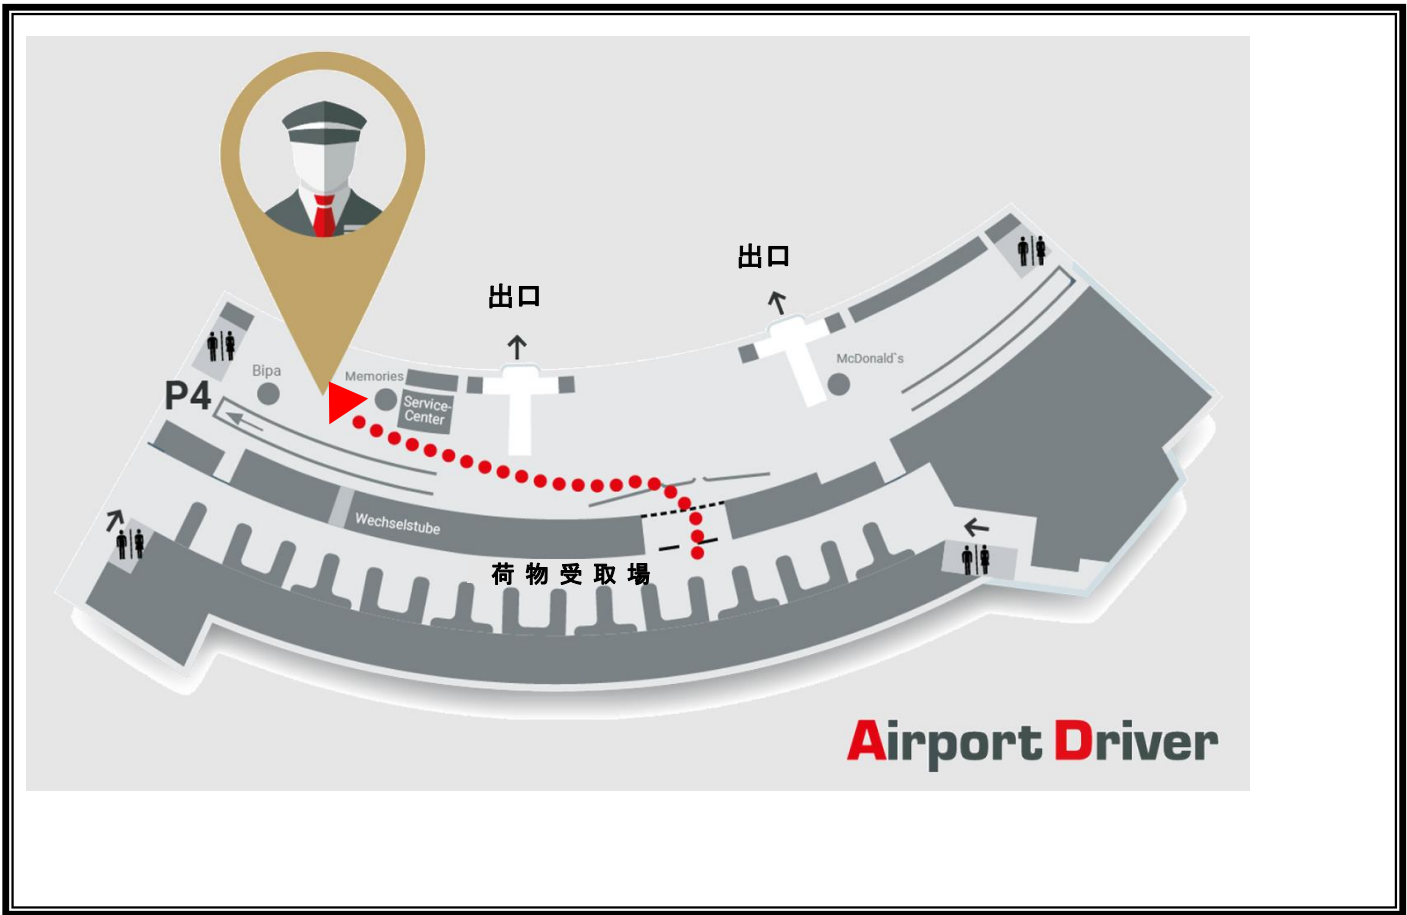 出口
出口
McDonald`s
Bipa
Memories
P4
Service-
Center
Wechselstube
荷物受取場
Airport Driver